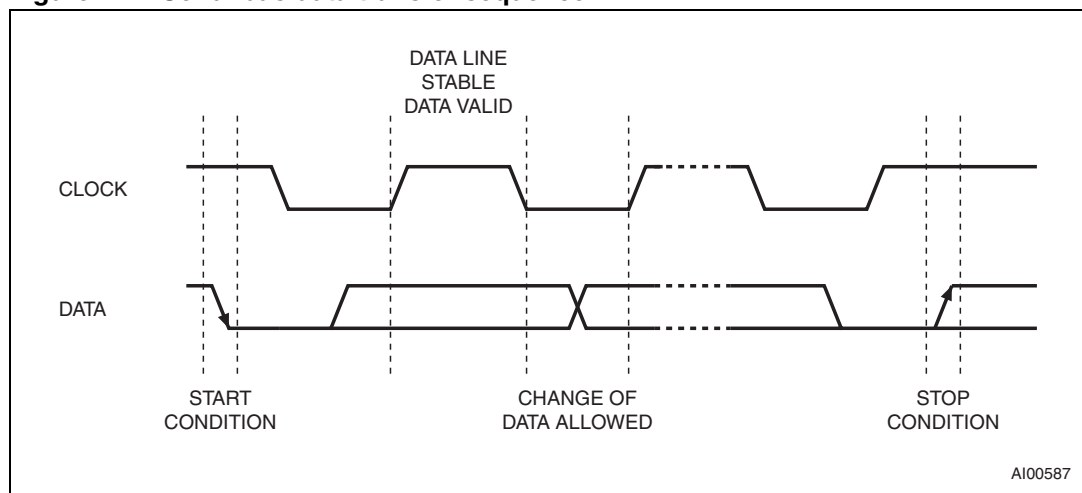 DATA LINE
STABLE
DATA VALID
CLOCK
DATA
START
CONDITION
CHANGE OF
DATA ALLOWED
STOP
CONDITION
AI00587